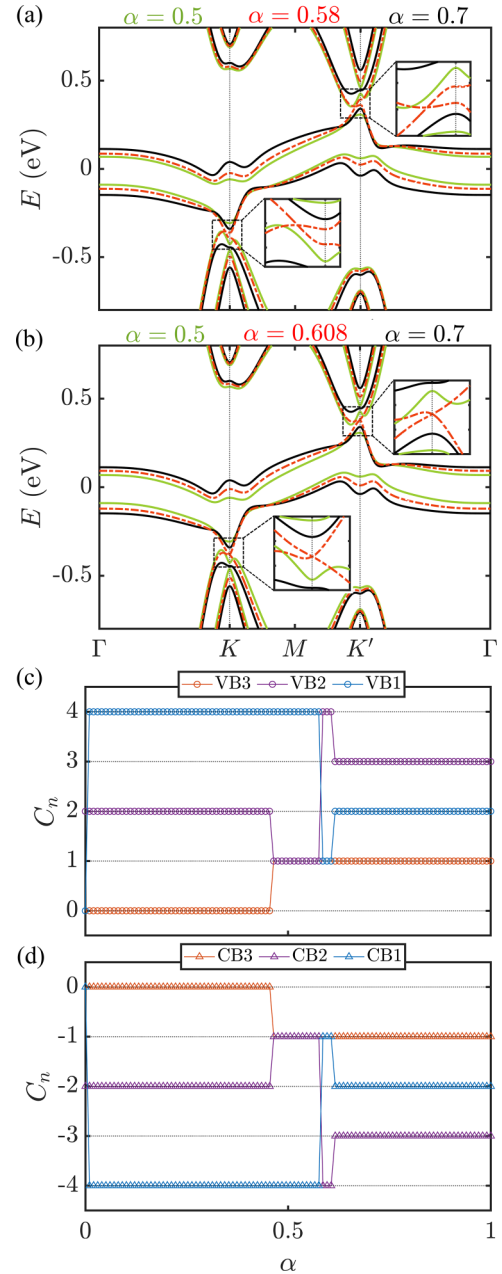 (a)
α = 0.5 α = 0.58 α = 0.7
0.5
0
-0.5
E (eV)
(b)
α = 0.5 α = 0.608 α = 0.7
0.5
0
-0.5
E (eV)
Γ K M K′ Γ
(c)
VB3 VB2 VB1
4
3
2
1
0
C_n
(d)
CB3 CB2 CB1
0
-1
-2
-3
-4
C_n
0 0.5 1
α